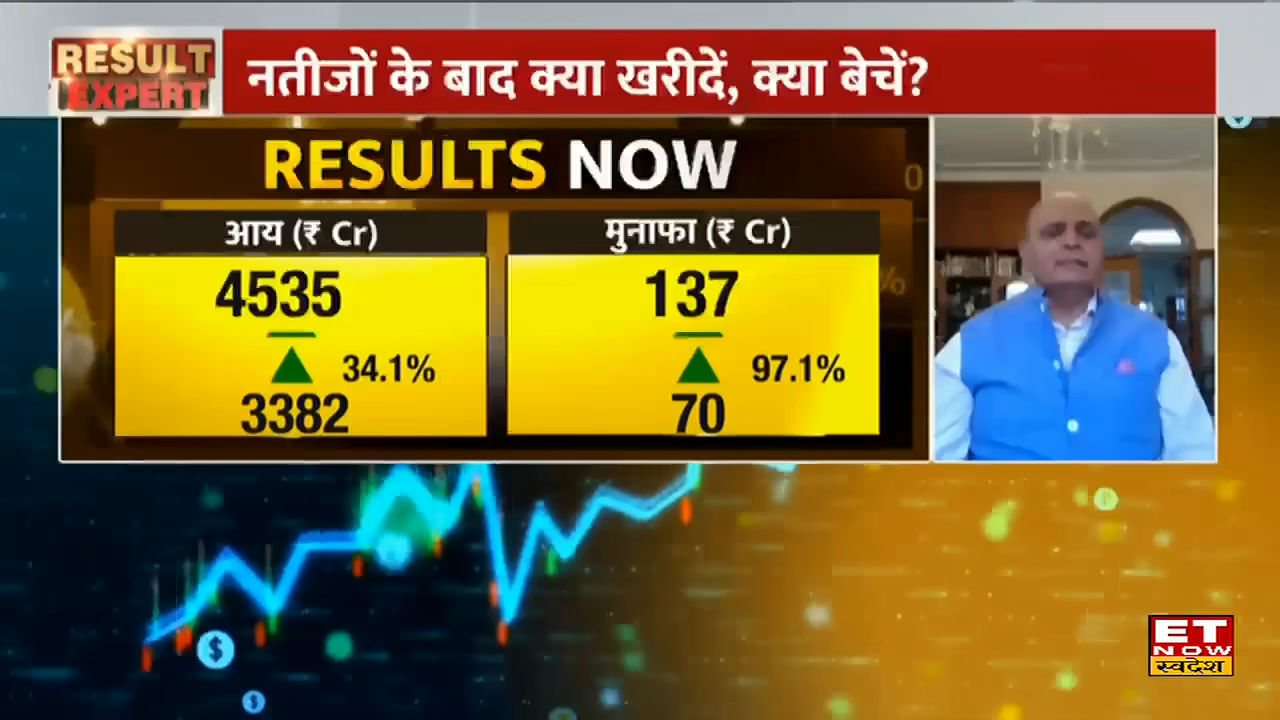 RESULT
EXPERT
नतीजों के बाद क्या खरीदें, क्या बेचें?
RESULTS NOW
आय (₹ Cr)
4535
34.1%
3382
मुनाफा (₹ Cr)
137
97.1%
70
0
%
$
ET
NOW
स्वदेश